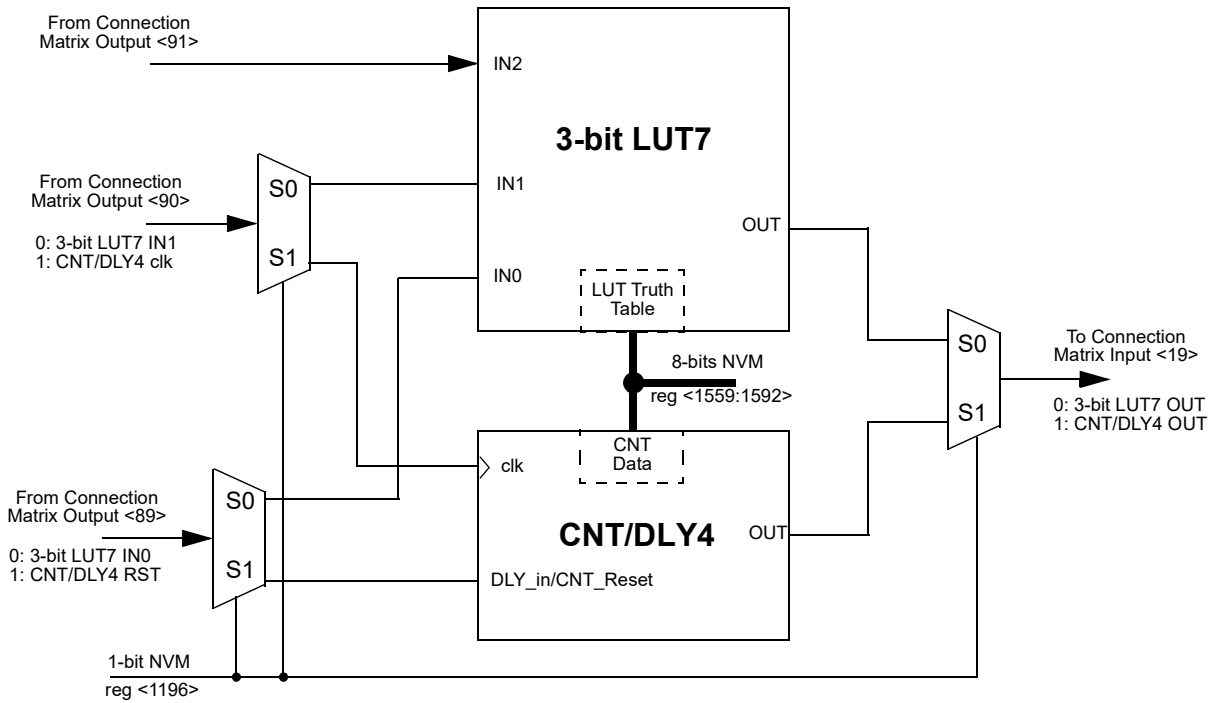 From Connection
Matrix Output <91>
IN2
3-bit LUT7
From Connection
Matrix Output <90>
0: 3-bit LUT7 IN1
1: CNT/DLY4 clk
S0
S1
IN1
IN0
OUT
LUT Truth
Table
8-bits NVM
reg <1559:1592>
S0
S1
To Connection
Matrix Input <19>
0: 3-bit LUT7 OUT
1: CNT/DLY4 OUT
CNT
Data
clk
CNT/DLY4
OUT
DLY_in/CNT_Reset
From Connection
Matrix Output <89>
0: 3-bit LUT7 IN0
1: CNT/DLY4 RST
S0
S1
1-bit NVM
reg <1196>